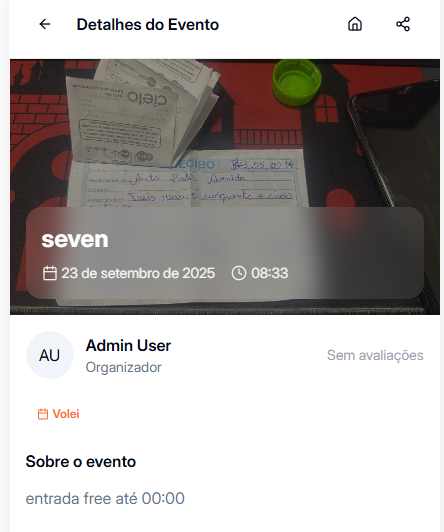 Detalhes do Evento
cielo
RECIBO
seven
23 de setembro de 2025 08:33
AU
Admin User
Organizador
Sem avaliações
Volei
Sobre o evento
entrada free até 00:00